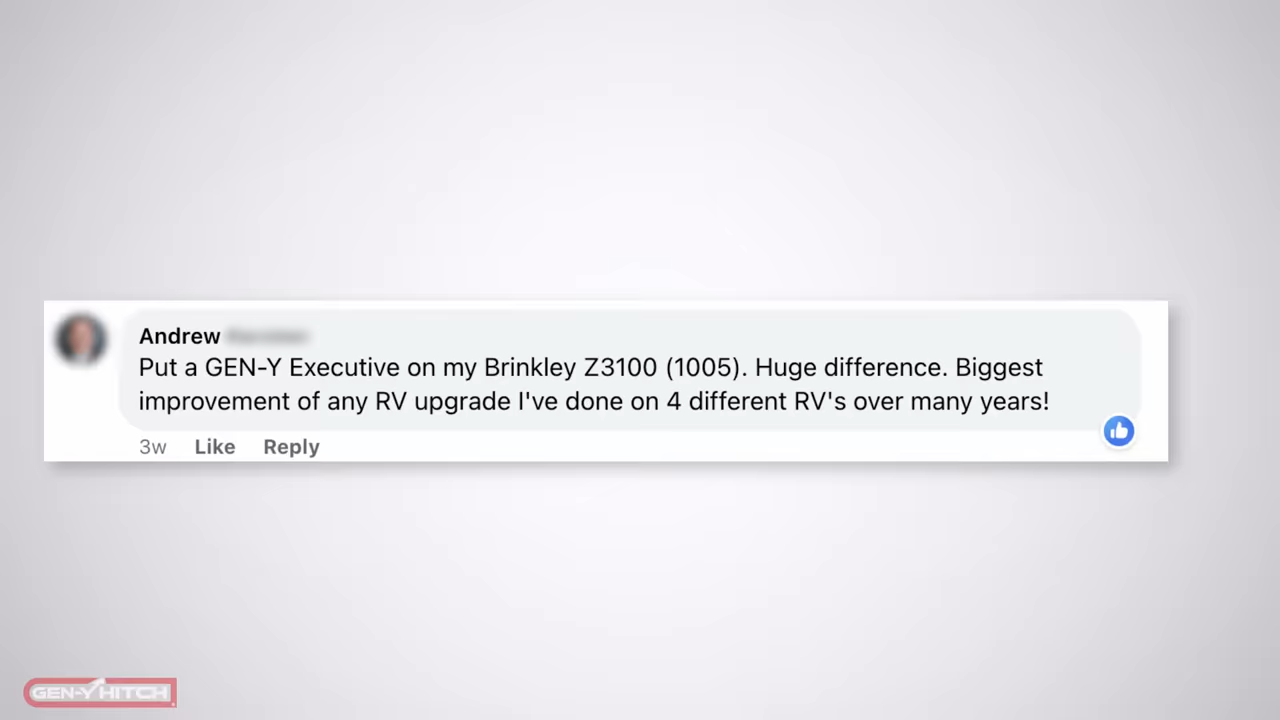 Andrew
Put a GEN-Y Executive on my Brinkley Z3100 (1005). Huge difference. Biggest
improvement of any RV upgrade I've done on 4 different RV's over many years!
3w Like Reply
GEN-Y HITCH